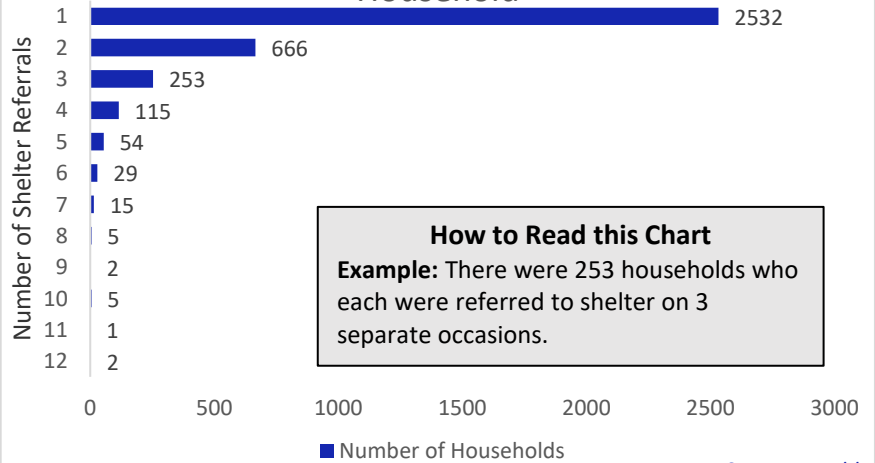 Household
1 2532
2 666
3 253
4 115
5 54
6 29
7 15
8 5
9 2
10 5
11 1
12 2
Number of Shelter Referrals
How to Read this Chart
Example: There were 253 households who
each were referred to shelter on 3
separate occasions.
0 500 1000 1500 2000 2500 3000
Number of Households